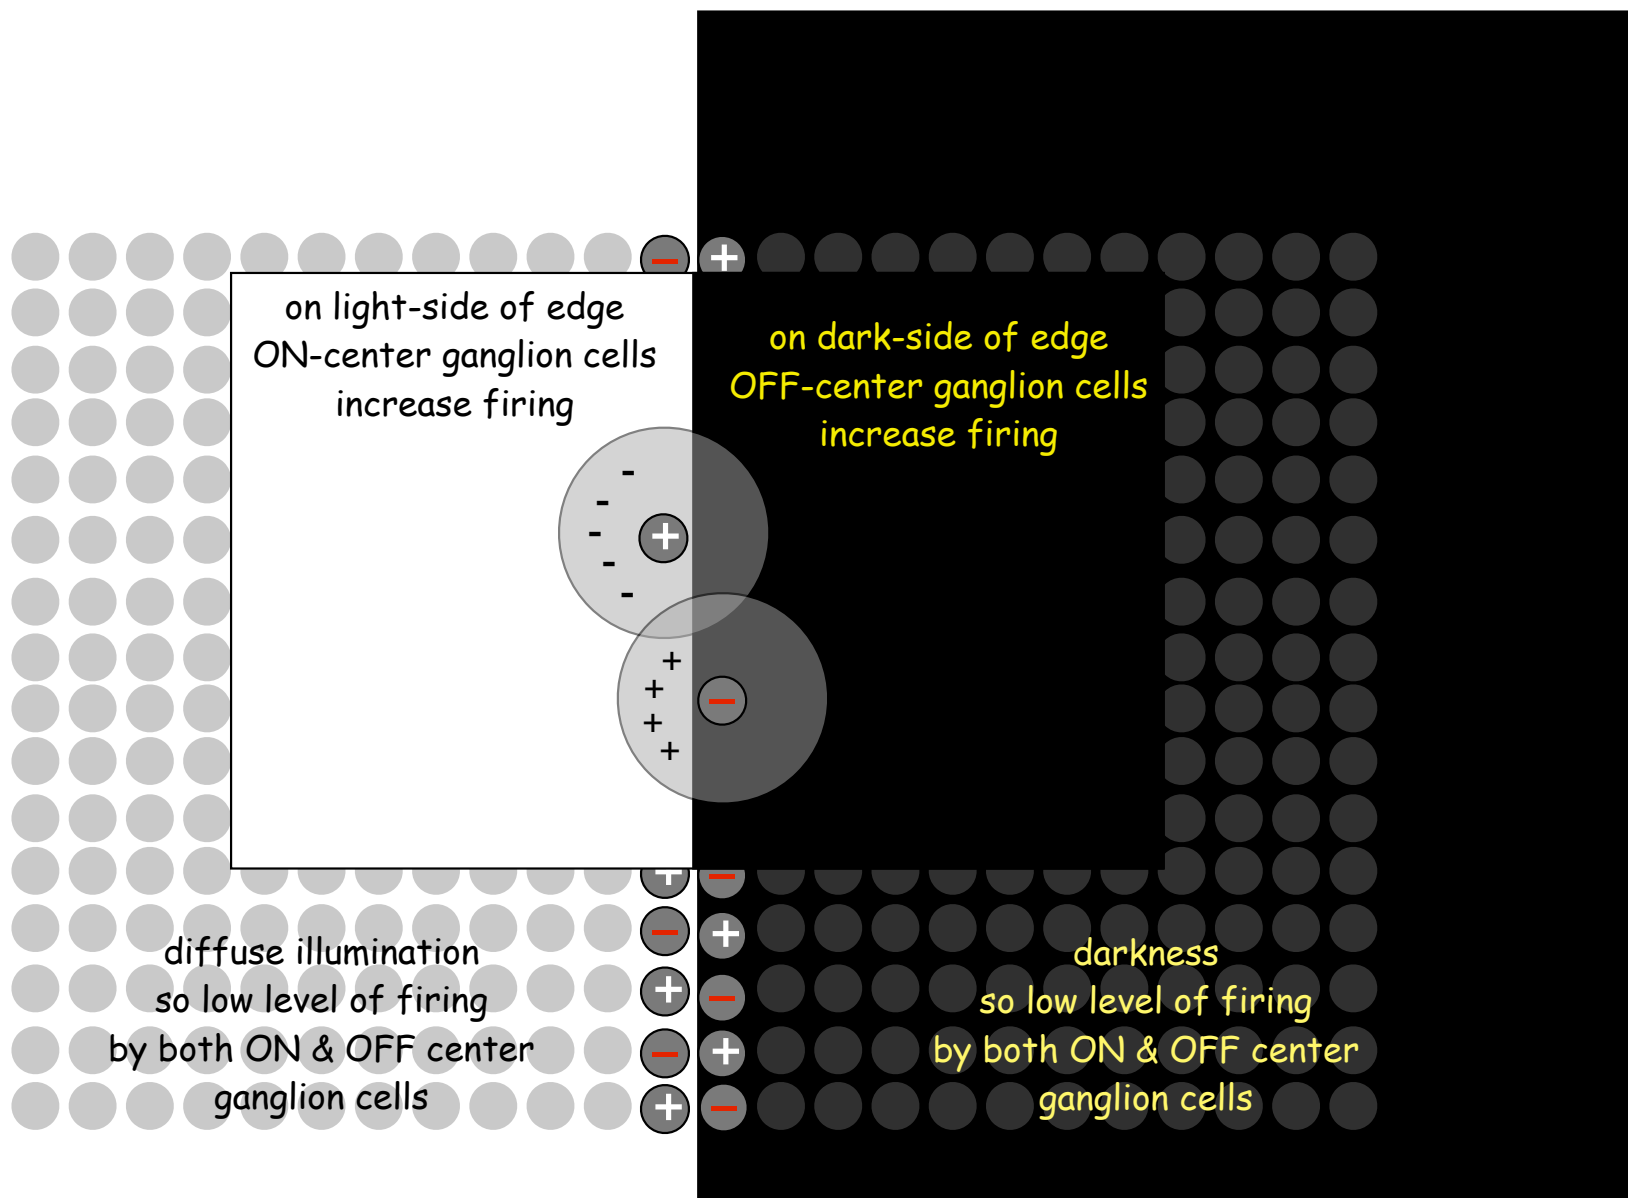 − +
on light-side of edge
ON-center ganglion cells
increase firing
on dark-side of edge
OFF-center ganglion cells
increase firing
-
-
- +
-
-
+
+ −
+
+
+ −
− +
diffuse illumination
so low level of firing
by both ON & OFF center
ganglion cells
+ −
− +
+ −
darkness
so low level of firing
by both ON & OFF center
ganglion cells